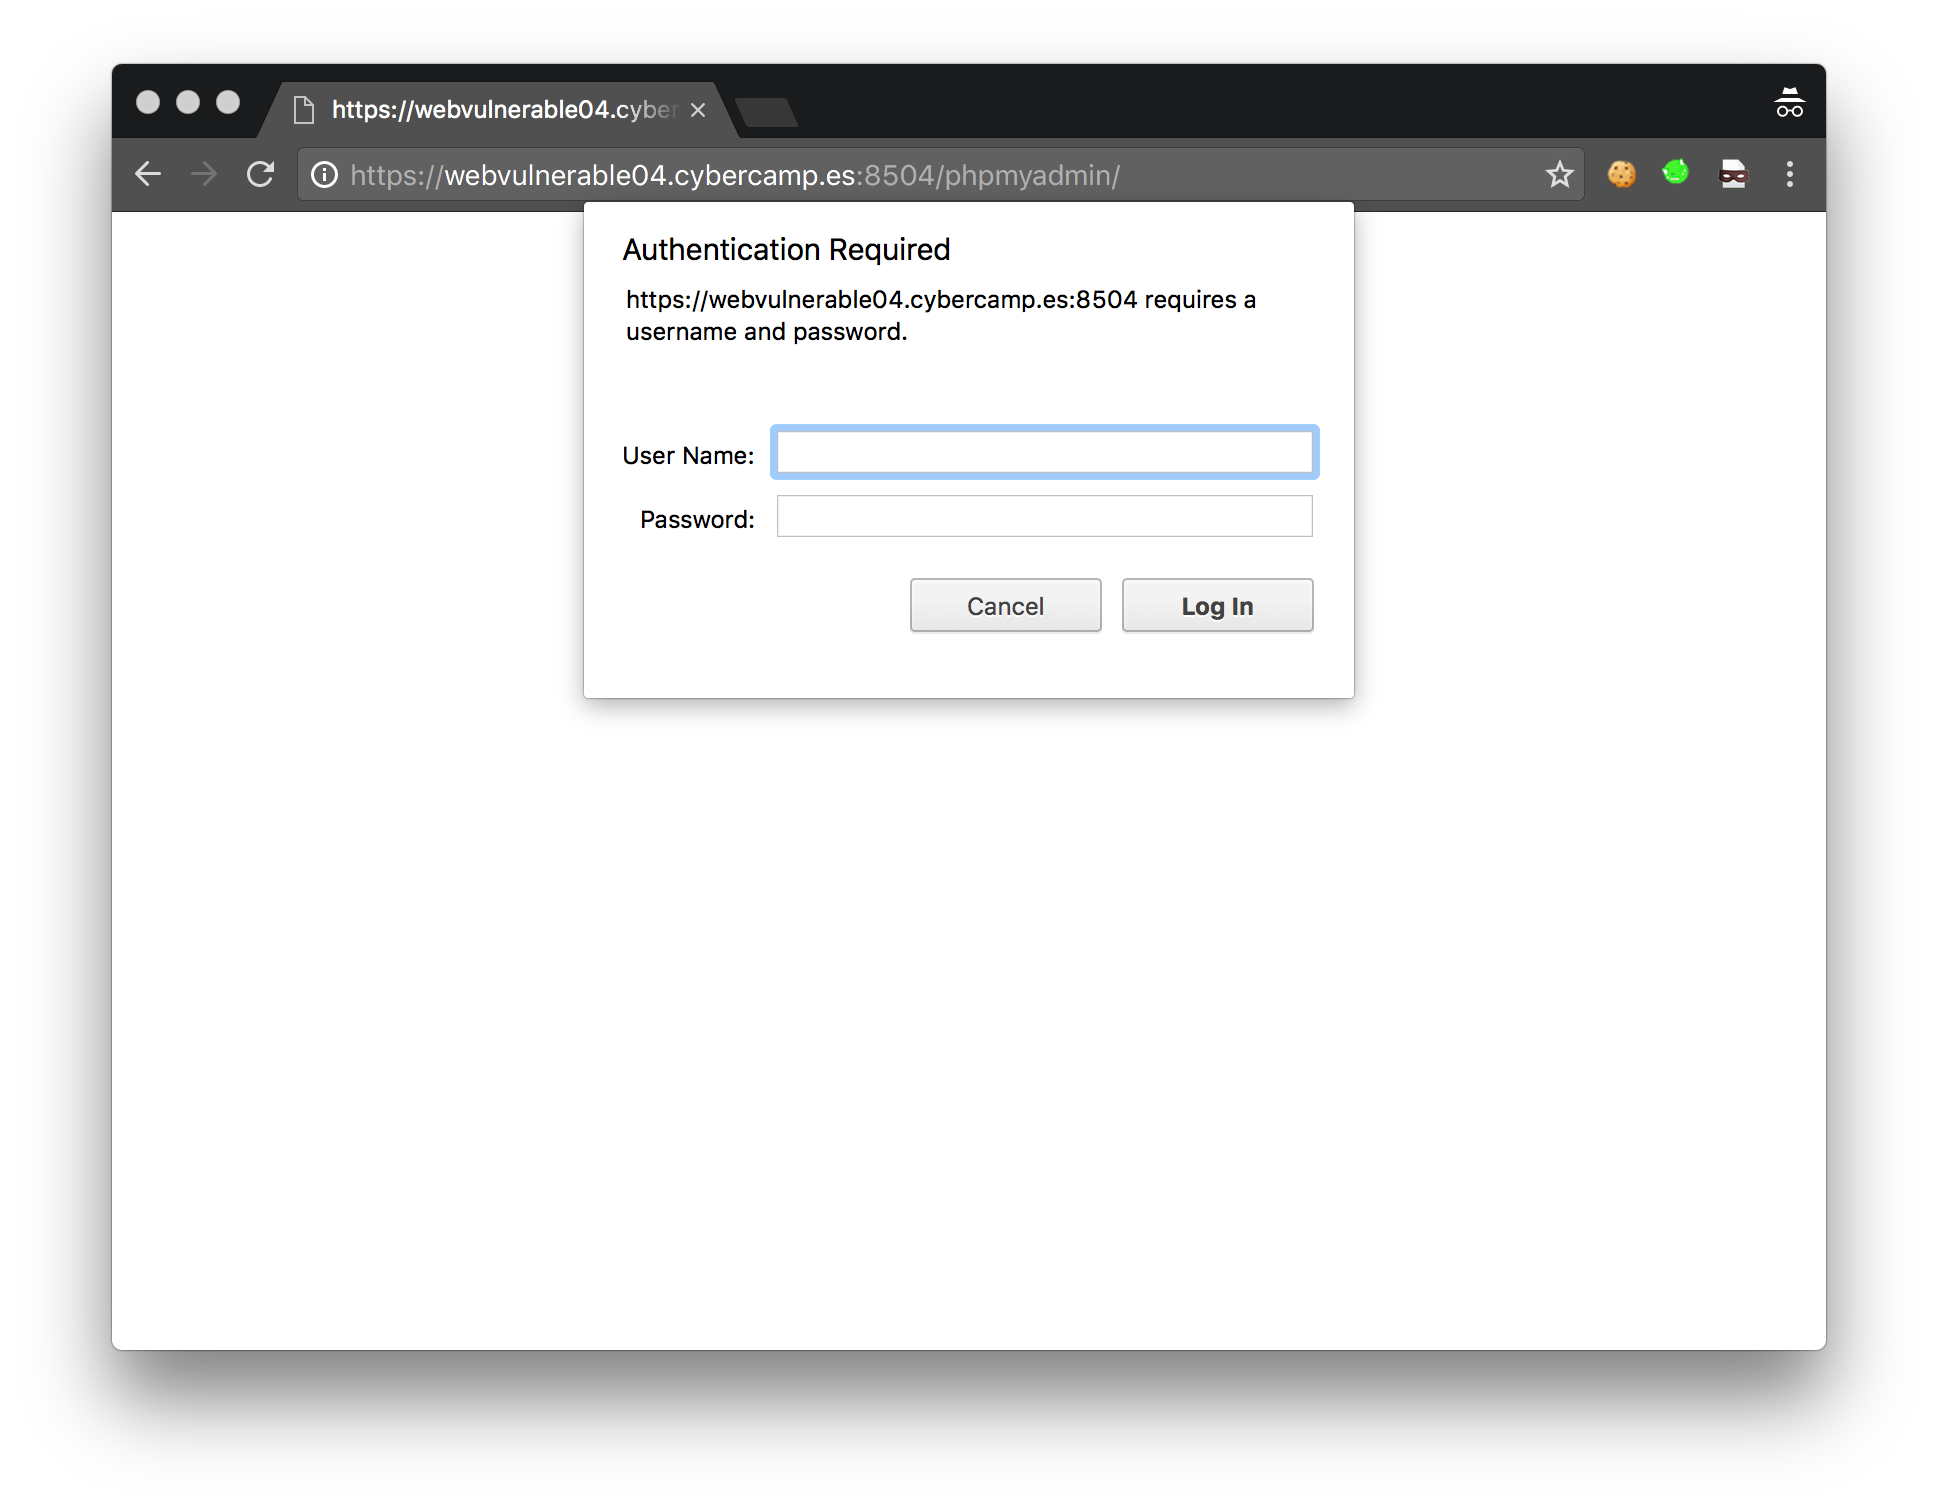 https://webvulnerable04.cyber
https://webvulnerable04.cybercamp.es:8504/phpmyadmin/
Authentication Required
https://webvulnerable04.cybercamp.es:8504 requires a
username and password.
User Name:
Password:
Cancel
Log In